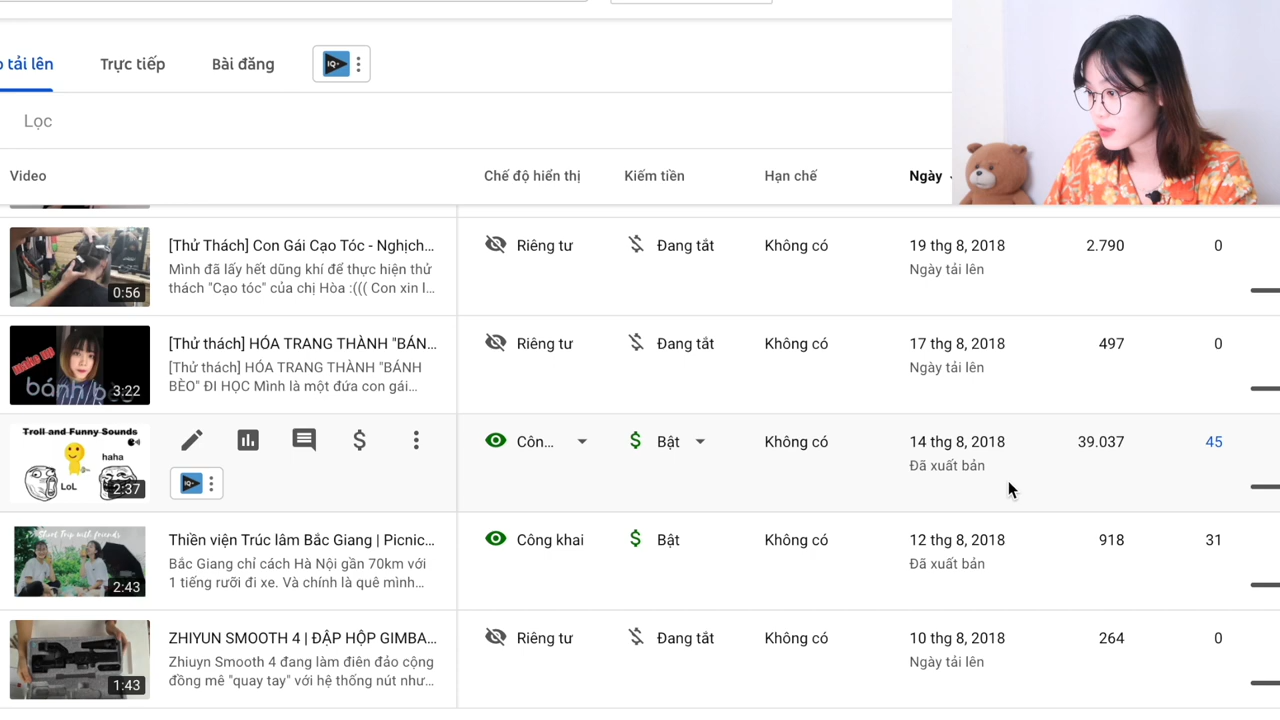 o tải lên
Trực tiếp
Bài đăng
IQ+
Lọc
Video
Chế độ hiển thị
Kiếm tiền
Hạn chế
Ngày
0:56
[Thử Thách] Con Gái Cạo Tóc - Nghịch...
Mình đã lấy hết dũng khí để thực hiện thử
thách "Cạo tóc" của chị Hòa :((( Con xin l...
Riêng tư
Đang tắt
Không có
19 thg 8, 2018
Ngày tải lên
2.790
0
make up
bánh bèo
3:22
[Thử thách] HÓA TRANG THÀNH "BÁN...
[Thử thách] HÓA TRANG THÀNH "BÁNH
BÈO" ĐI HỌC Mình là một đứa con gái...
Riêng tư
Đang tắt
Không có
17 thg 8, 2018
Ngày tải lên
497
0
Troll and Funny Sounds
haha
LoL
2:37
IQ+
Côn...
Bật
Không có
14 thg 8, 2018
Đã xuất bản
39.037
45
Short Trip with friends
2:43
Thiền viện Trúc lâm Bắc Giang | Picnic...
Bắc Giang chỉ cách Hà Nội gần 70km với
1 tiếng rưỡi đi xe. Và chính là quê mình...
Công khai
Bật
Không có
12 thg 8, 2018
Đã xuất bản
918
31
1:43
ZHIYUN SMOOTH 4 | ĐẬP HỘP GIMBA...
Zhiuyn Smooth 4 đang làm điên đảo cộng
đồng mê "quay tay" với hệ thống nút như...
Riêng tư
Đang tắt
Không có
10 thg 8, 2018
Ngày tải lên
264
0